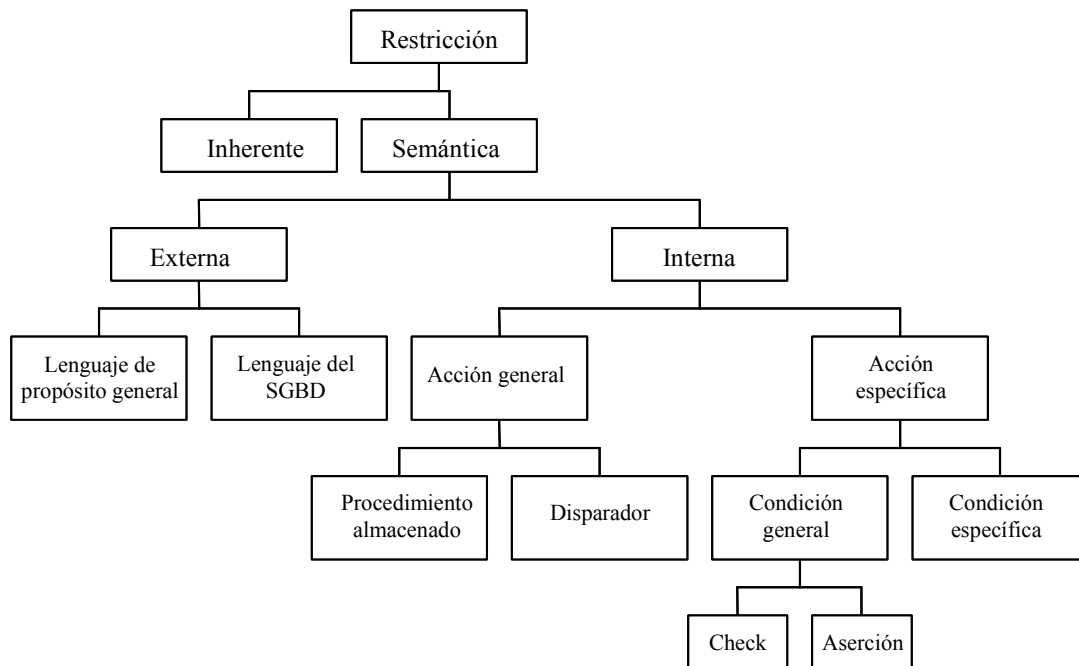 Restricción
Inherente
Semántica
Externa
Interna
Lenguaje de
propósito general
Lenguaje del
SGBD
Acción general
Acción
específica
Procedimiento
almacenado
Disparador
Condición
general
Condición
específica
Check
Aserción